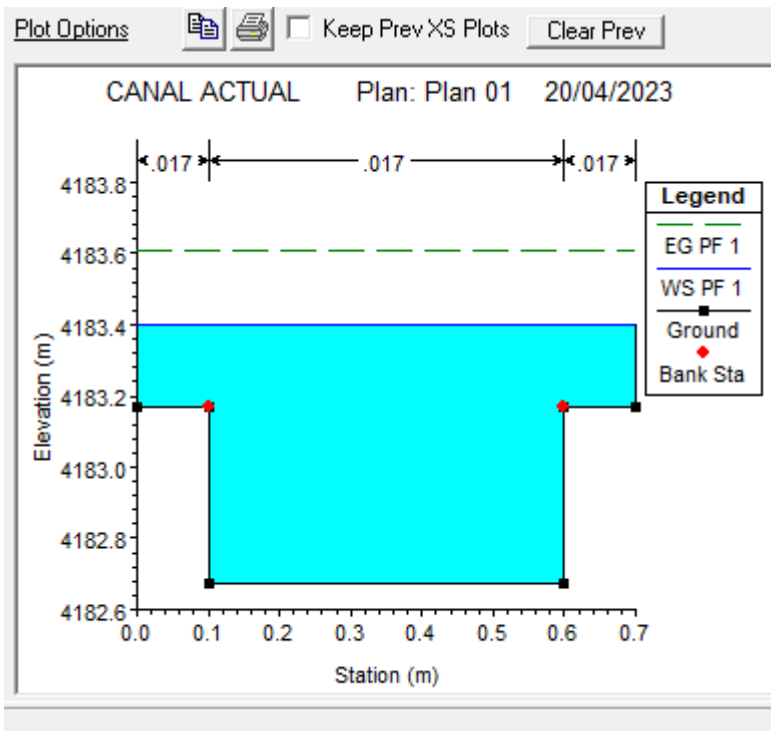 Plot Options Keep Prev XS Plots Clear Prev
CANAL ACTUAL Plan: Plan 01 20/04/2023
.017 .017 .017
4183.8
4183.6
4183.4
4183.2
4183.0
4182.8
4182.6
Elevation (m)
0.0 0.1 0.2 0.3 0.4 0.5 0.6 0.7
Station (m)
Legend
EG PF 1
WS PF 1
Ground
Bank Sta